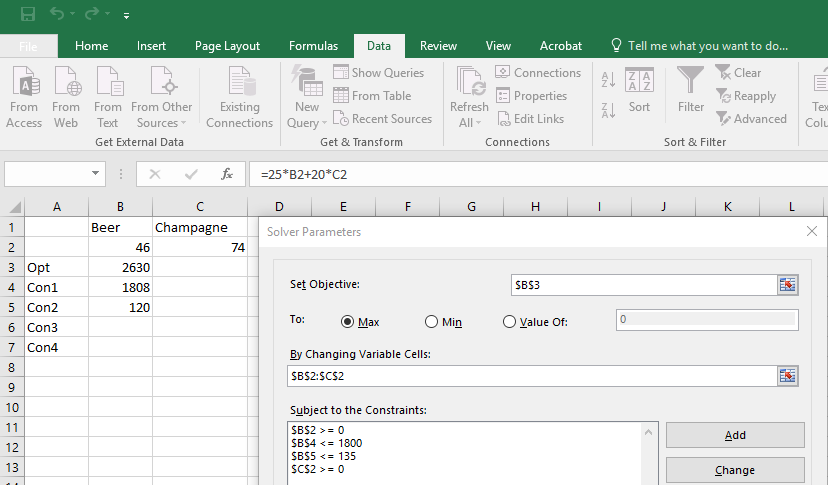 File Home Insert Page Layout Formulas Data Review View Acrobat Tell me what you want to do...
From Access From Web From Text From Other Sources Existing Connections New Query Show Queries From Table Recent Sources Refresh All Connections Properties Edit Links Sort Filter Clear Reapply Advanced
Get External Data Get & Transform Connections Sort & Filter
fx =25*B2+20*C2
A B C D E F G H I J K L
1 Beer Champagne
2 46 74
3 Opt 2630
4 Con1 1808
5 Con2 120
6 Con3
7 Con4
8
9
10
11
12
13
Solver Parameters
Set Objective: $B$3
To: Max Min Value Of: 0
By Changing Variable Cells:
$B$2:$C$2
Subject to the Constraints:
$B$2 >= 0
$B$4 <= 1800
$B$5 <= 135
$C$2 >= 0
Add
Change